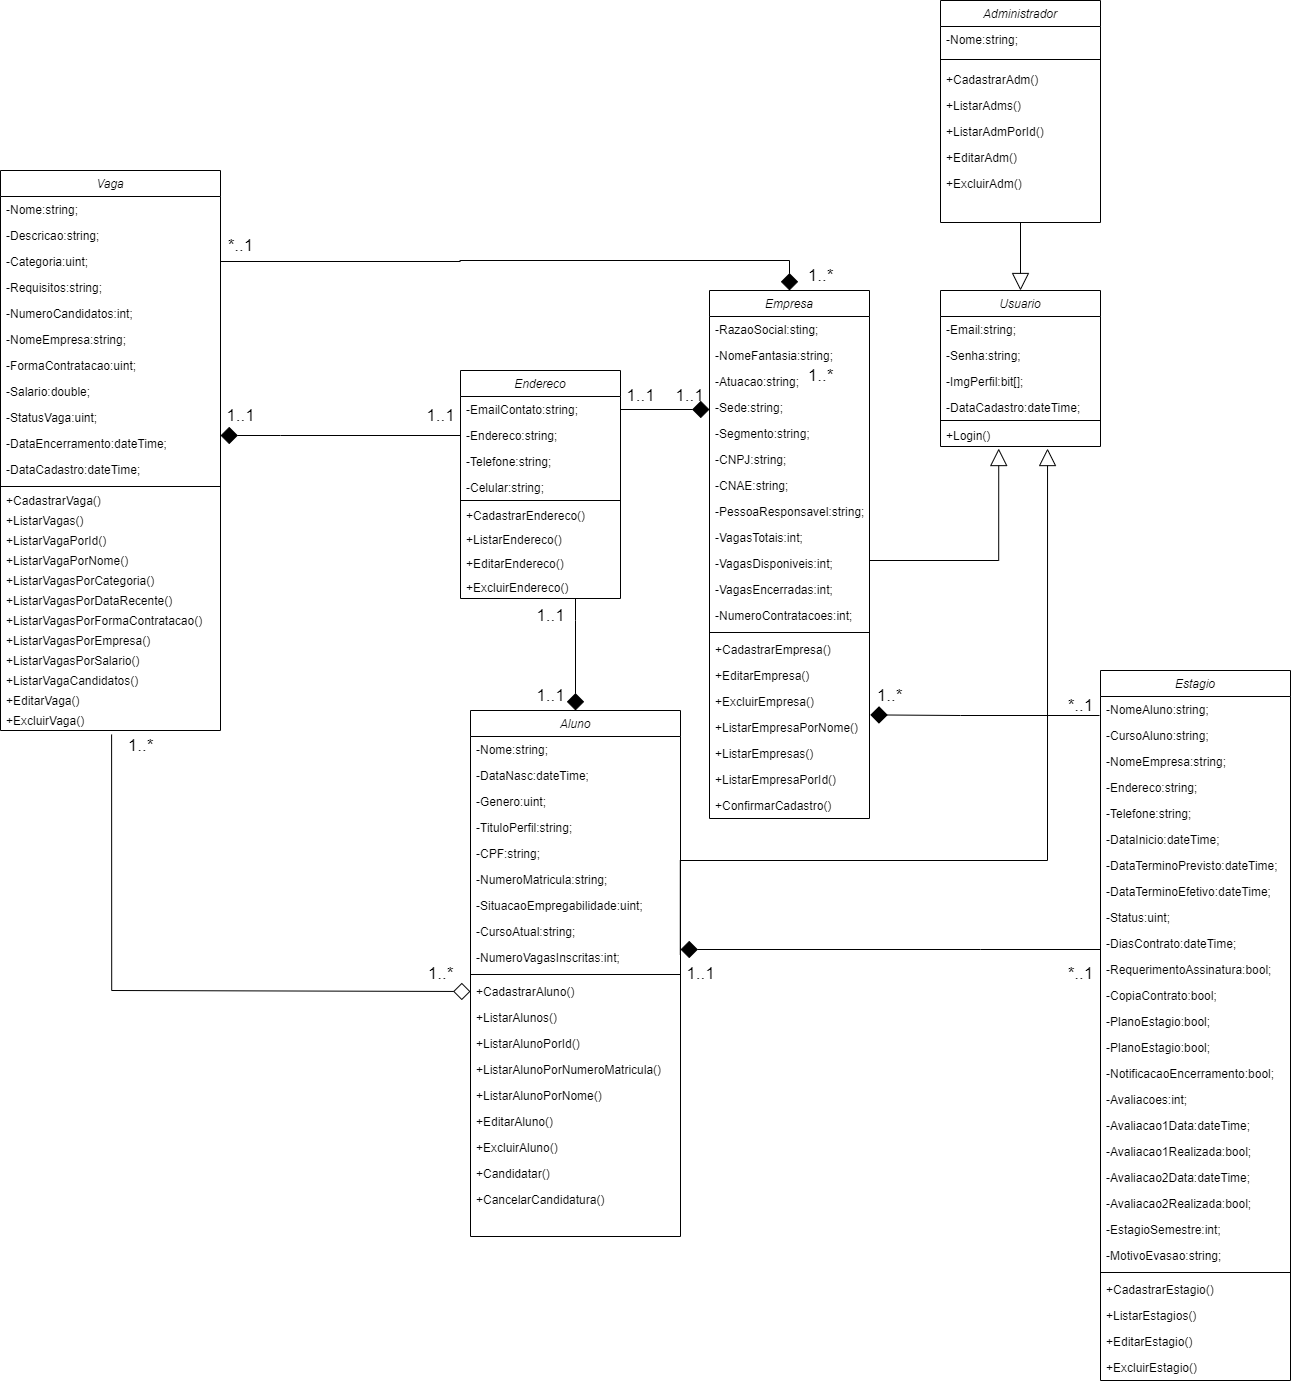 Administrador
-Nome:string;
+CadastrarAdm()
+ListarAdms()
+ListarAdmPorId()
+EditarAdm()
+ExcluirAdm()
Vaga
-Nome:string;
-Descricao:string;
-Categoria:uint;
-Requisitos:string;
-NumeroCandidatos:int;
-NomeEmpresa:string;
-FormaContratacao:uint;
-Salario:double;
-StatusVaga:uint;
-DataEncerramento:dateTime;
-DataCadastro:dateTime;
+CadastrarVaga()
+ListarVagas()
+ListarVagaPorId()
+ListarVagaPorNome()
+ListarVagasPorCategoria()
+ListarVagasPorDataRecente()
+ListarVagasPorFormaContratacao()
+ListarVagasPorEmpresa()
+ListarVagasPorSalario()
+ListarVagaCandidatos()
+EditarVaga()
+ExcluirVaga()
*..1
1..*
1..1
1..1
1..*
Endereco
-EmailContato:string;
-Endereco:string;
-Telefone:string;
-Celular:string;
+CadastrarEndereco()
+ListarEndereco()
+EditarEndereco()
+ExcluirEndereco()
1..1
1..1
1..1
1..1
Empresa
-RazaoSocial:sting;
-NomeFantasia:string;
-Atuacao:string;
1..*
-Sede:string;
-Segmento:string;
-CNPJ:string;
-CNAE:string;
-PessoaResponsavel:string;
-VagasTotais:int;
-VagasDisponiveis:int;
-VagasEncerradas:int;
-NumeroContratacoes:int;
+CadastrarEmpresa()
+EditarEmpresa()
+ExcluirEmpresa()
+ListarEmpresaPorNome()
+ListarEmpresas()
+ListarEmpresaPorId()
+ConfirmarCadastro()
1..*
*..1
Usuario
-Email:string;
-Senha:string;
-ImgPerfil:bit[];
-DataCadastro:dateTime;
+Login()
Aluno
-Nome:string;
-DataNasc:dateTime;
-Genero:uint;
-TituloPerfil:string;
-CPF:string;
-NumeroMatricula:string;
-SituacaoEmpregabilidade:uint;
-CursoAtual:string;
-NumeroVagasInscritas:int;
+CadastrarAluno()
+ListarAlunos()
+ListarAlunoPorId()
+ListarAlunoPorNumeroMatricula()
+ListarAlunoPorNome()
+EditarAluno()
+ExcluirAluno()
+Candidatar()
+CancelarCandidatura()
1..*
1..1
*..1
Estagio
-NomeAluno:string;
-CursoAluno:string;
-NomeEmpresa:string;
-Endereco:string;
-Telefone:string;
-DataInicio:dateTime;
-DataTerminoPrevisto:dateTime;
-DataTerminoEfetivo:dateTime;
-Status:uint;
-DiasContrato:dateTime;
-RequerimentoAssinatura:bool;
-CopiaContrato:bool;
-PlanoEstagio:bool;
-PlanoEstagio:bool;
-NotificacaoEncerramento:bool;
-Avaliacoes:int;
-Avaliacao1Data:dateTime;
-Avaliacao1Realizada:bool;
-Avaliacao2Data:dateTime;
-Avaliacao2Realizada:bool;
-EstagioSemestre:int;
-MotivoEvasao:string;
+CadastrarEstagio()
+ListarEstagios()
+EditarEstagio()
+ExcluirEstagio()